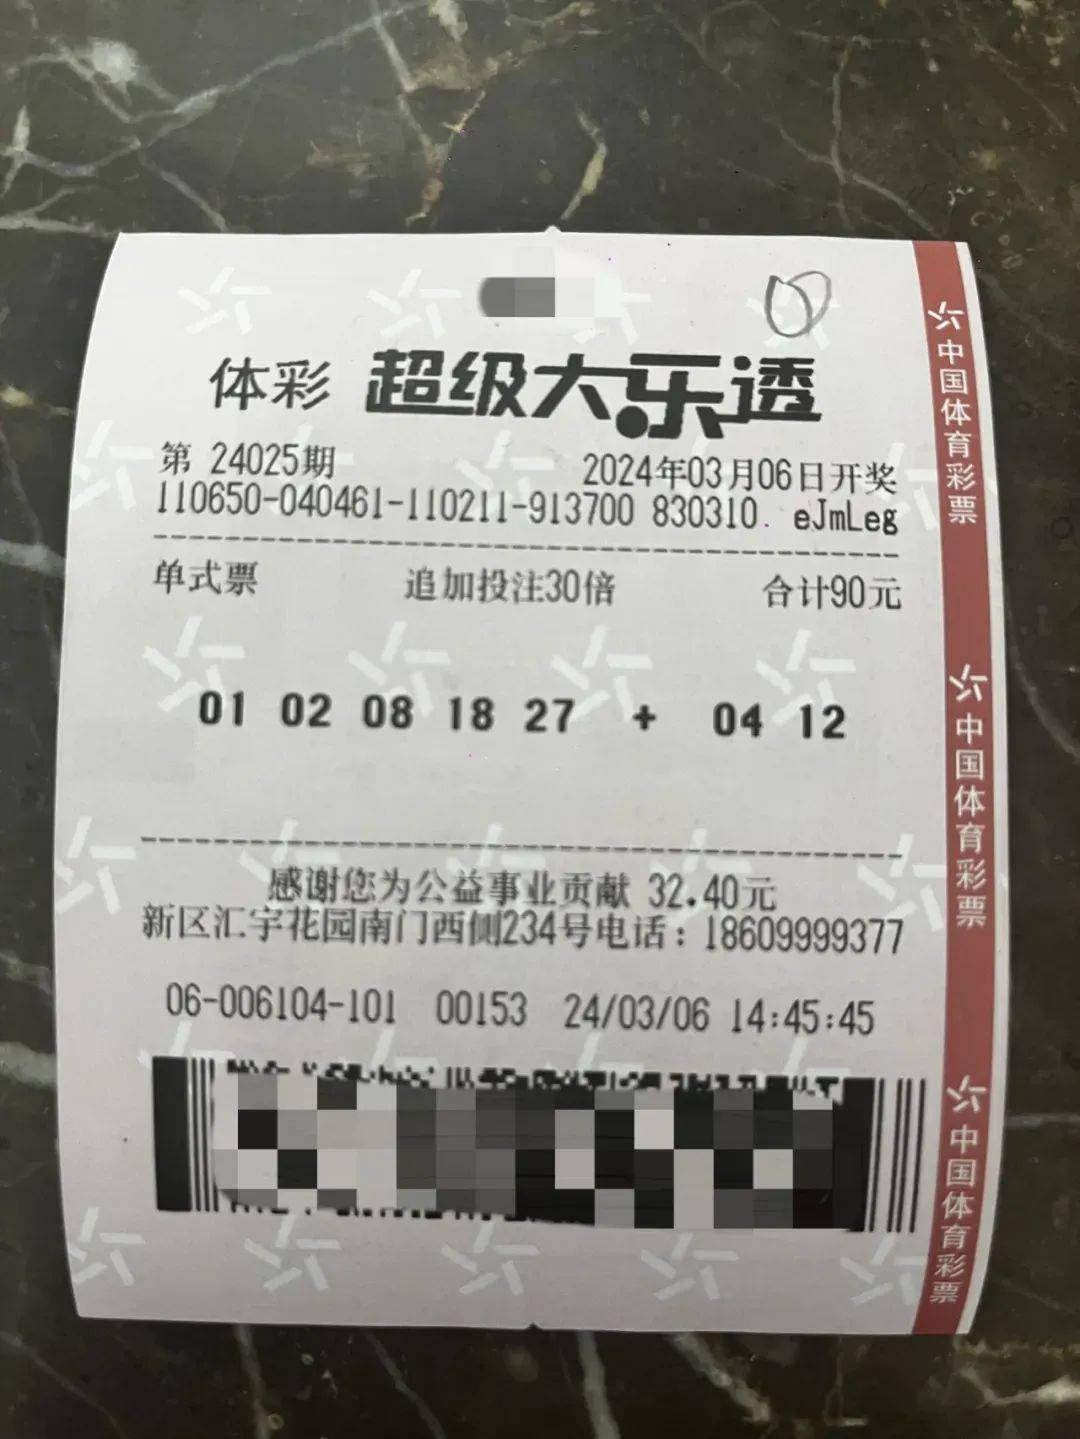 体彩 超级大乐透
第 24025期 2024年03月06日开奖
110650-040461-110211-913700 830310. eJmLeg
单式票 追加投注30倍 合计90元
01 02 08 18 27 + 04 12
感谢您为公益事业贡献 32.40元
新区汇宇花园南门西侧234号电话：18609999377
06-006104-101 00153 24/03/06 14:45:45
中国体育彩票
中国体育彩票
中国体育彩票